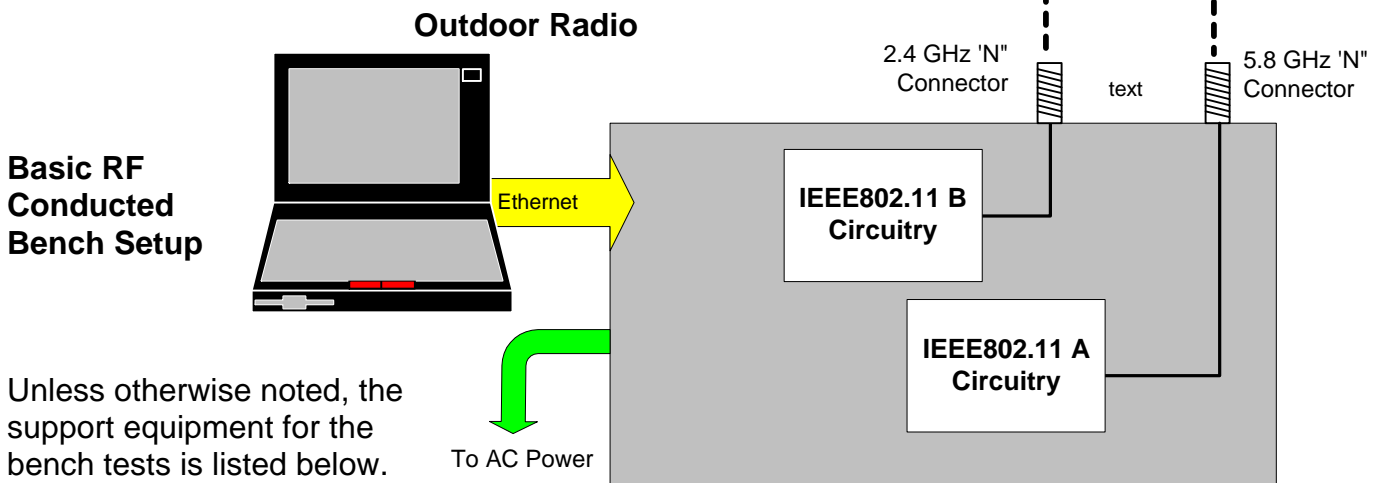 Outdoor Radio
2.4 GHz 'N"
Connector
text
5.8 GHz 'N"
Connector
Basic RF
Conducted
Bench Setup
Ethernet
IEEE802.11 B
Circuitry
IEEE802.11 A
Circuitry
Unless otherwise noted, the
support equipment for the
bench tests is listed below.
To AC Power